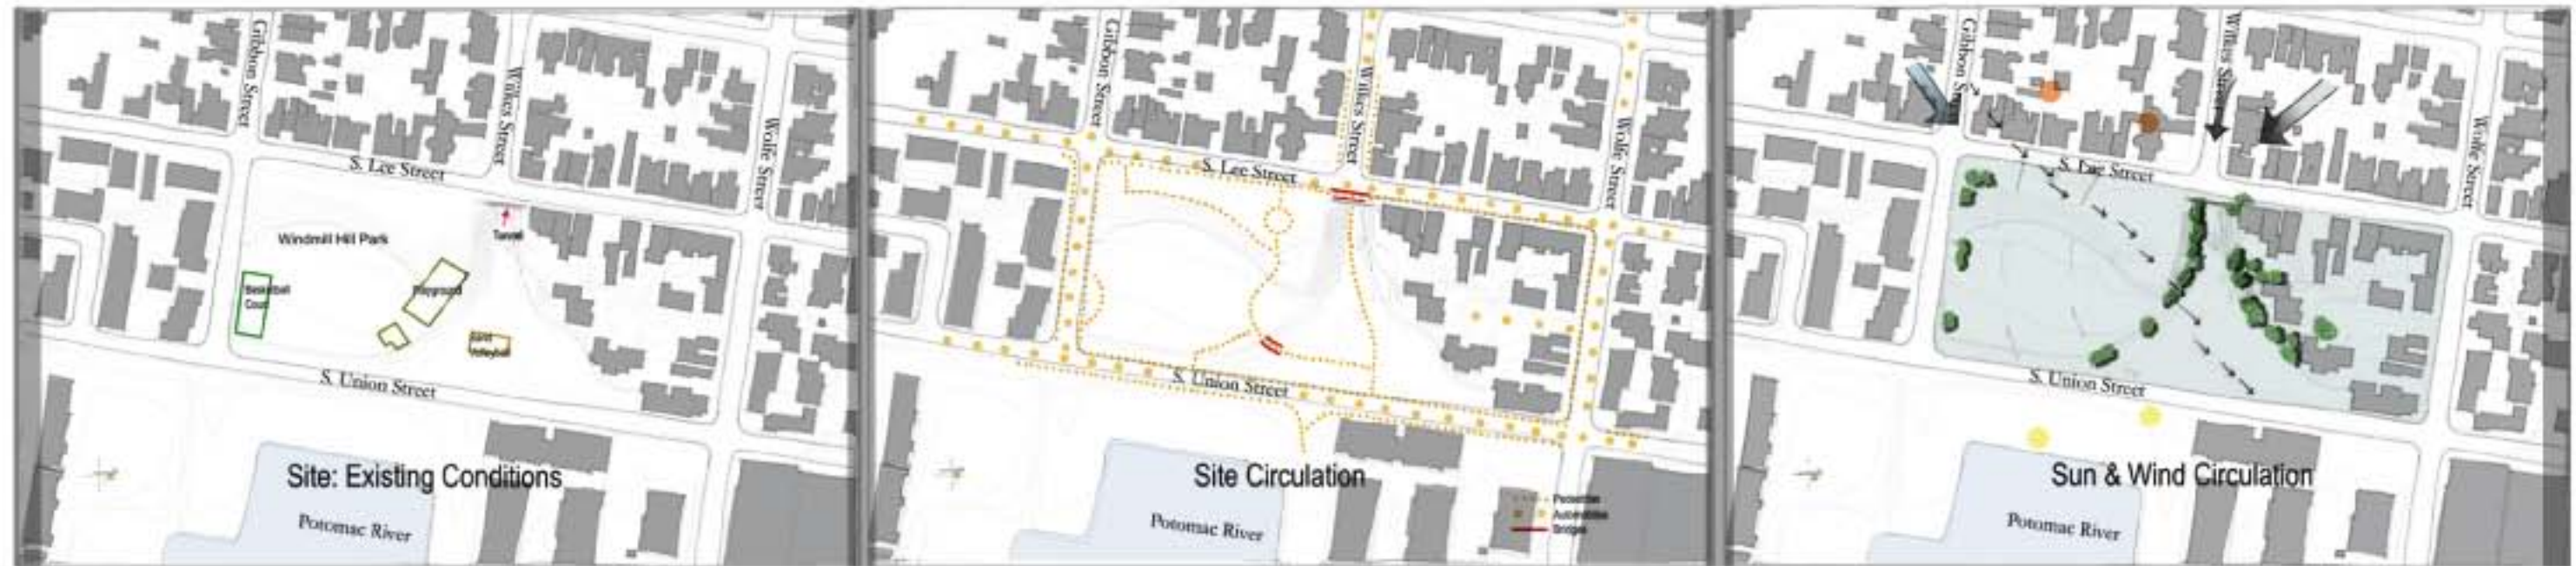 Gibbon Street
Wilkes Street
Wolfe Street
S. Lee Street
Windmill Hill Park
Tunnel
Basketball
Court
Playground
Sand
Volleyball
S. Union Street
Site: Existing Conditions
Potomac River
Gibbon Street
Wilkes Street
Wolfe Street
S. Lee Street
S. Union Street
Site Circulation
Pedestrian
Automobiles
Bridges
Potomac River
Gibbon Street
Wilkes Street
Wolfe Street
S. Lee Street
S. Union Street
Sun & Wind Circulation
Potomac River